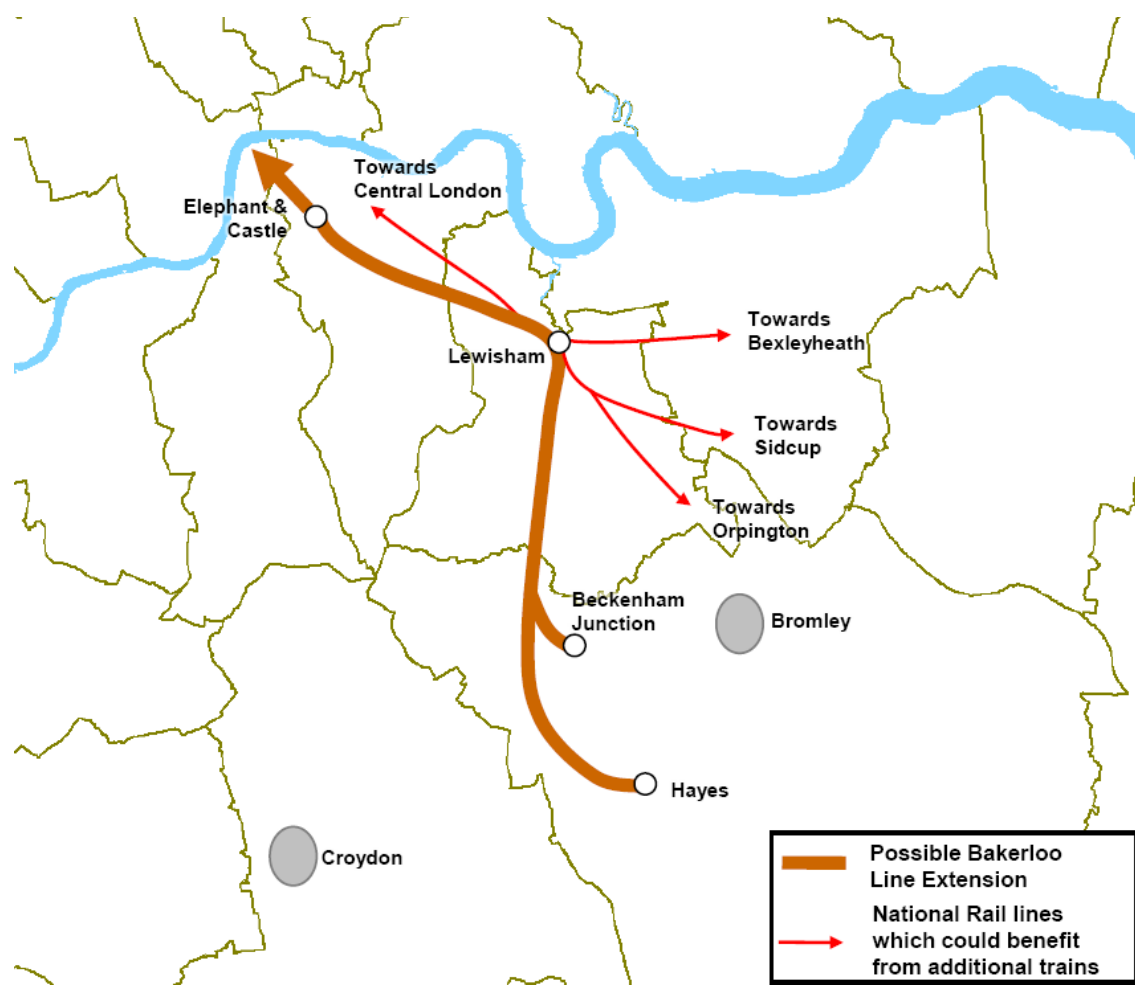 Towards
Central London
Elephant &
Castle
Towards
Bexleyheath
Lewisham
Towards
Sidcup
Towards
Orpington
Beckenham
Junction
Bromley
Hayes
Croydon
Possible Bakerloo
Line Extension
National Rail lines
which could benefit
from additional trains